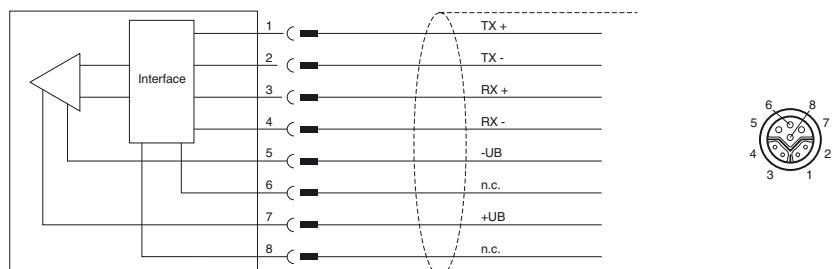 1 TX +
2 TX -
Interface
3 RX +
4 RX -
5 -UB
6 n.c.
7 +UB
8 n.c.
6 8
5 7
4 2
3 1